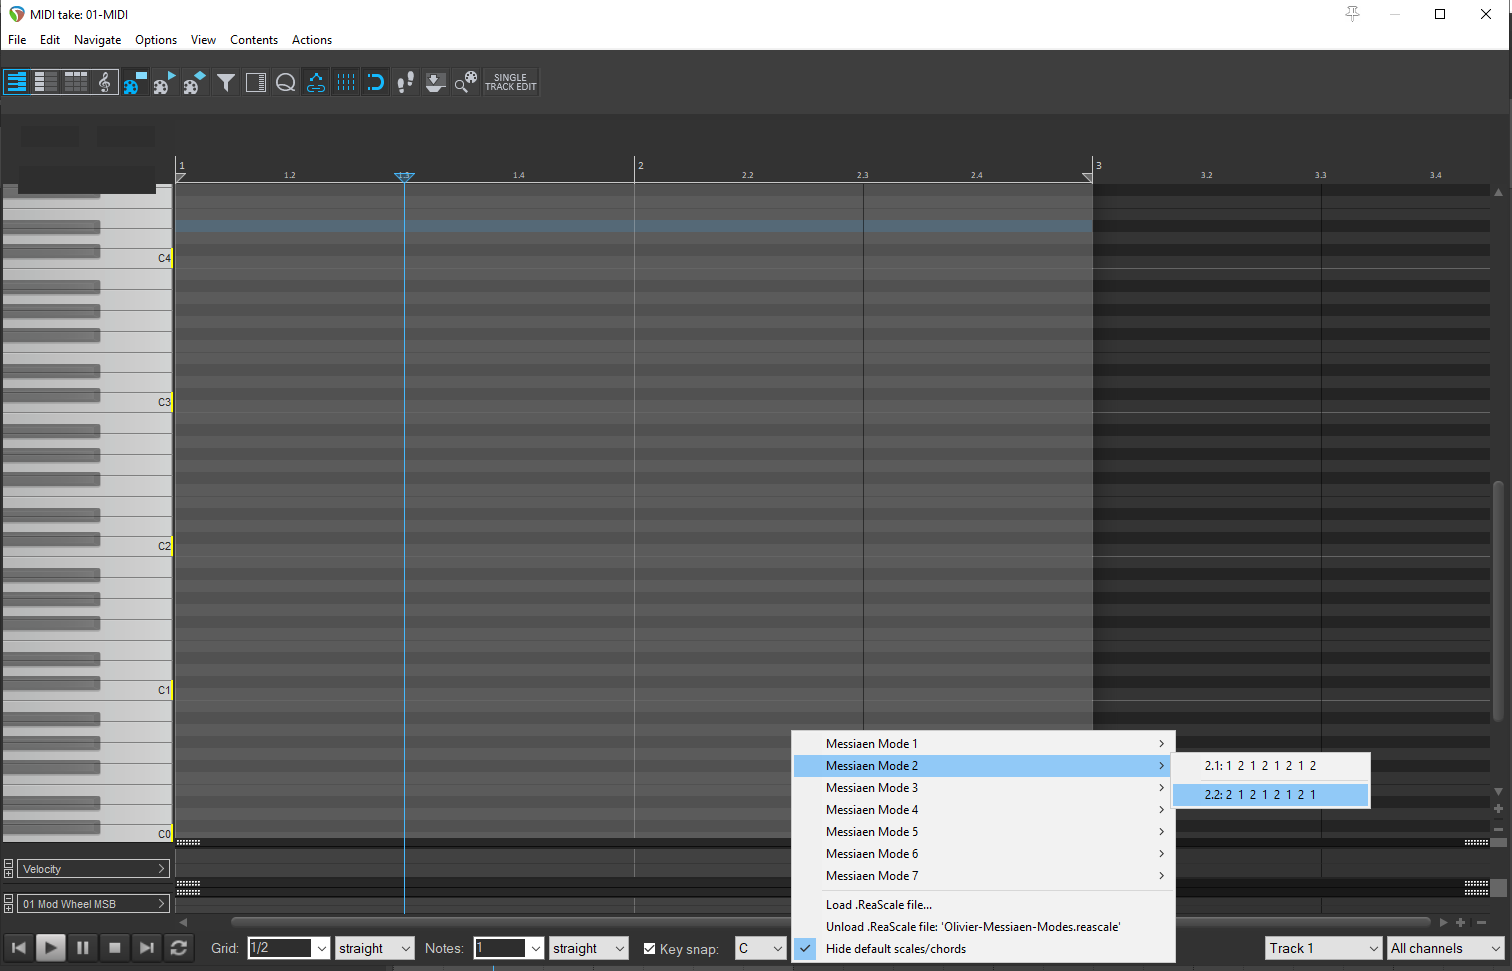 MIDI take: 01-MIDI
File Edit Navigate Options View Contents Actions
SINGLE
TRACK EDIT
1 2 3
1.2 1.3 1.4 2.2 2.3 2.4 3.2 3.3 3.4
C4
C3
C2
C1
C0
Messiaen Mode 1
Messiaen Mode 2
2.1: 1 2 1 2 1 2 1 2
Messiaen Mode 3
2.2: 2 1 2 1 2 1 2 1
Messiaen Mode 4
Messiaen Mode 5
Messiaen Mode 6
Messiaen Mode 7
Load .ReaScale file...
Unload .ReaScale file: 'Olivier-Messiaen-Modes.reascale'
Hide default scales/chords
Velocity
01 Mod Wheel MSB
Grid: 1/2 straight Notes: 1 straight Key snap: C Track 1 All channels